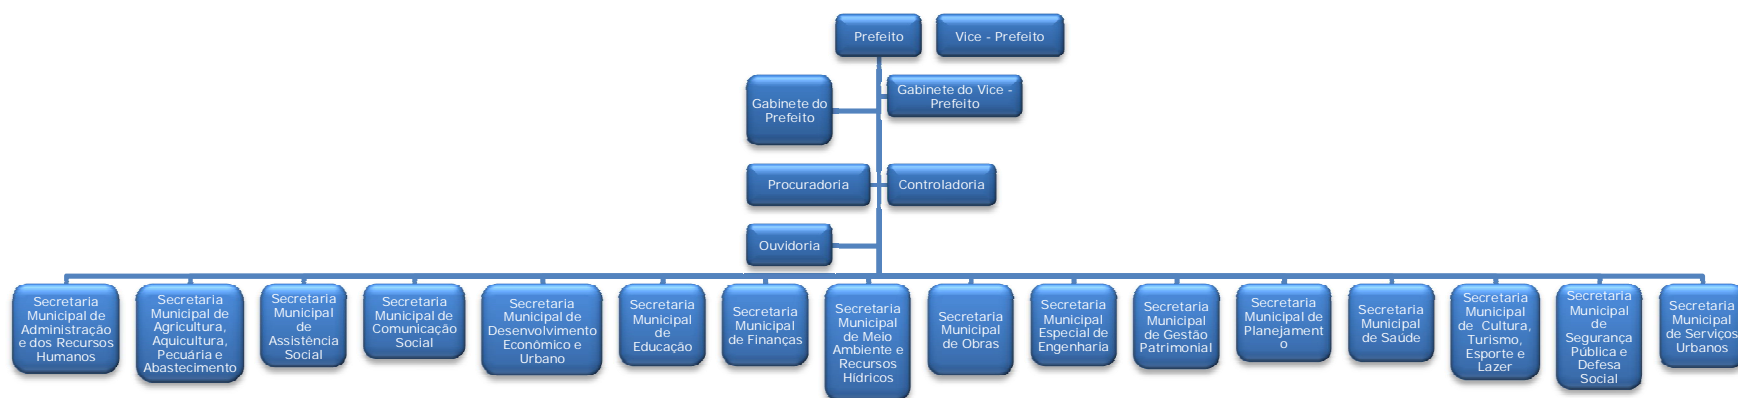 Prefeito
Vice - Prefeito
Gabinete do
Prefeito
Gabinete do Vice -
Prefeito
Procuradoria
Controladoria
Ouvidoria
Secretaria
Municipal de
Administração
e dos Recursos
Humanos
Secretaria
Municipal de
Agricultura,
Aquicultura,
Pecuária e
Abastecimento
Secretaria
Municipal
de
Assistência
Social
Secretaria
Municipal de
Comunicação
Social
Secretaria
Municipal de
Desenvolvimento
Econômico e
Urbano
Secretaria
Municipal
de
Educação
Secretaria
Municipal
de Finanças
Secretaria
Municipal
de Meio
Ambiente e
Recursos
Hídricos
Secretaria
Municipal
de Obras
Secretaria
Municipal
Especial de
Engenharia
Secretaria
Municipal
de Gestão
Patrimonial
Secretaria
Municipal de
Planejament
o
Secretaria
Municipal
de Saúde
Secretaria
Municipal
de Cultura,
Turismo,
Esporte e
Lazer
Secretaria
Municipal
de
Segurança
Pública e
Defesa
Social
Secretaria
Municipal
de Serviços
Urbanos